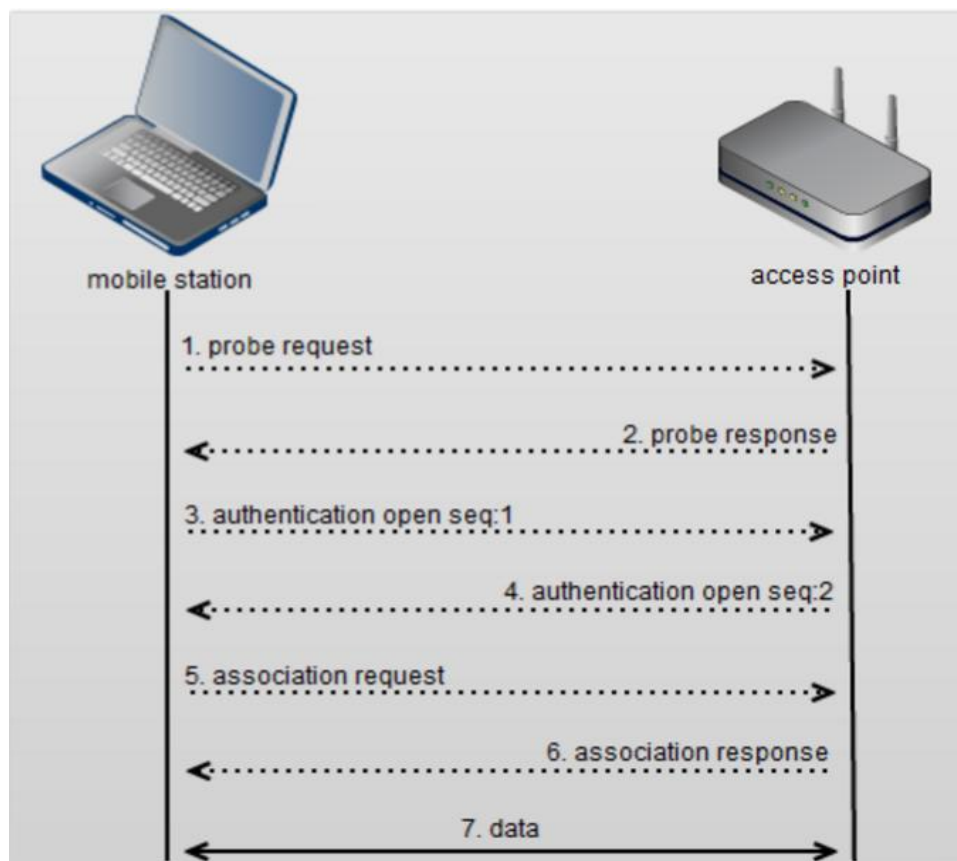 mobile station
access point
1. probe request
2. probe response
3. authentication open seq:1
4. authentication open seq:2
5. association request
6. association response
7. data